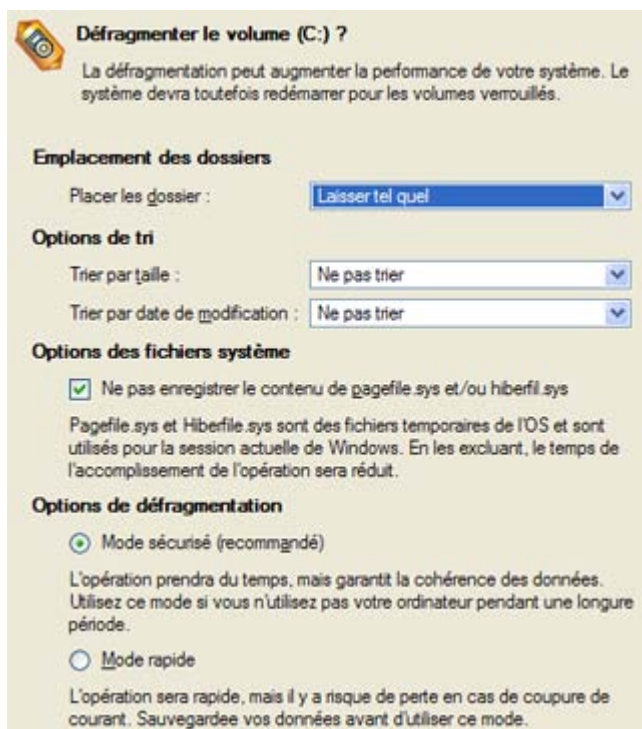 Défragmenter le volume (C:) ?
La défragmentation peut augmenter la performance de votre système. Le
système devra toutefois redémarrer pour les volumes verrouillés.
Emplacement des dossiers
Placer les dossier : Laisser tel quel
Options de tri
Trier par taille : Ne pas trier
Trier par date de modification : Ne pas trier
Options des fichiers système
Ne pas enregistrer le contenu de pagefile.sys et/ou hiberfil.sys
Pagefile.sys et Hiberfile.sys sont des fichiers temporaires de l'OS et sont
utilisés pour la session actuelle de Windows. En les excluant, le temps de
l'accomplissement de l'opération sera réduit.
Options de défragmentation
Mode sécurisé (recommandé)
L'opération prendra du temps, mais garantit la cohérence des données.
Utilisez ce mode si vous n'utilisez pas votre ordinateur pendant une longure
période.
Mode rapide
L'opération sera rapide, mais il y a risque de perte en cas de coupure de
courant. Sauvegardee vos données avant d'utiliser ce mode.